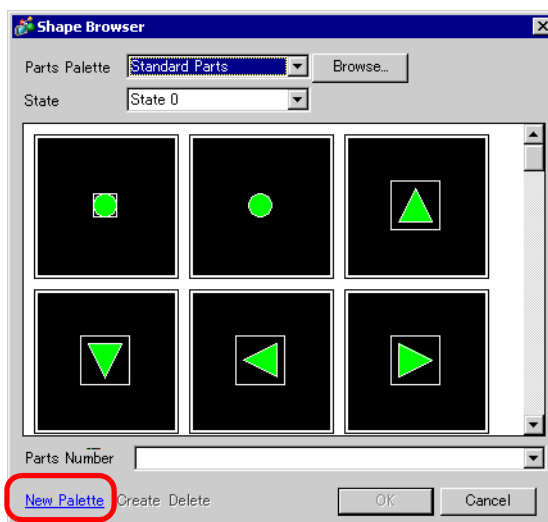 Shape Browser
Parts Palette Standard Parts Browse...
State State 0
Parts Number
New Palette Create Delete OK Cancel